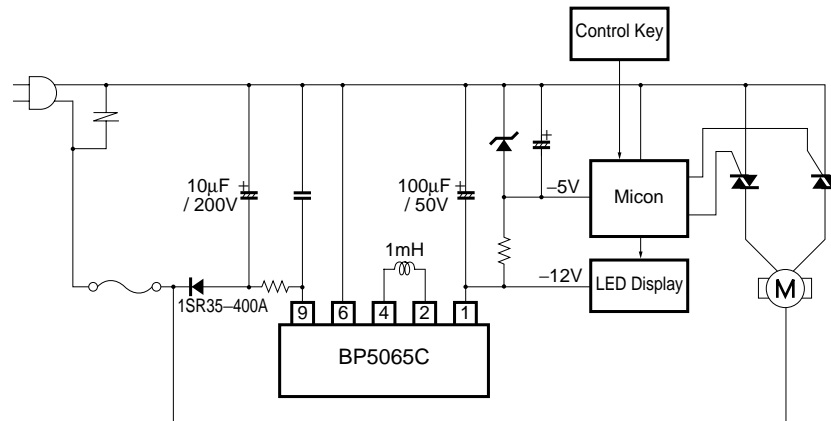 Control Key
10μF
/ 200V
100μF
/ 50V
–5V
Micon
1mH
–12V
LED Display
M
1SR35–400A
9
6
4
2
1
BP5065C